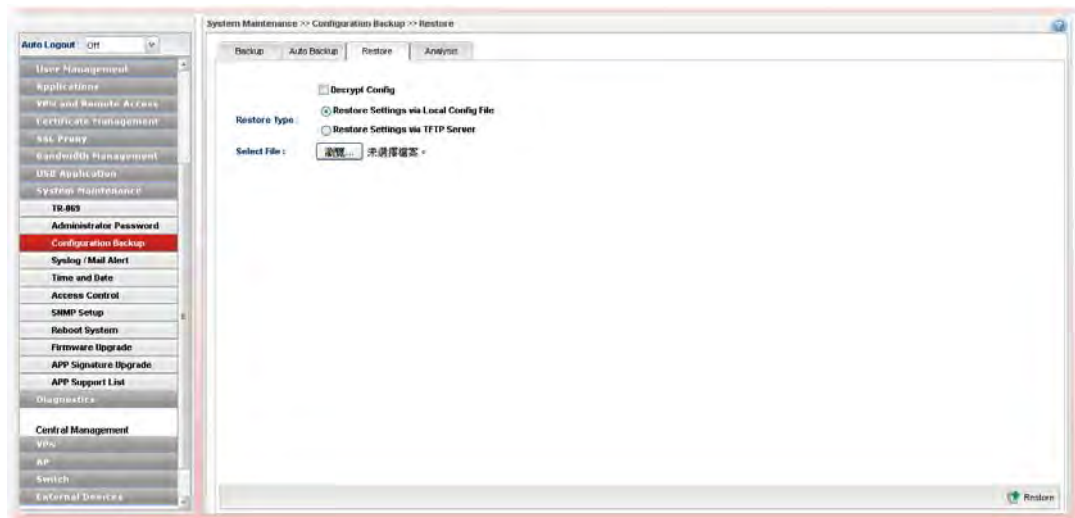 System Maintenance >> Configuration Backup >> Restore
Auto Logout : Off
User Management
Applications
VPN and Remote Access
Certificate Management
SSL Proxy
Bandwidth Management
USB Application
System Maintenance
TR-069
Administrator Password
Configuration Backup
Syslog / Mail Alert
Time and Date
Access Control
SNMP Setup
Reboot System
Firmware Upgrade
APP Signature Upgrade
APP Support List
Diagnostics
Central Management
VPN
AP
Switch
External Devices
Backup
Auto Backup
Restore
Analysis
Decrypt Config
Restore Type :
Restore Settings via Local Config File
Restore Settings via TFTP Server
Select File :
瀏覽... 未選擇檔案。
Restore